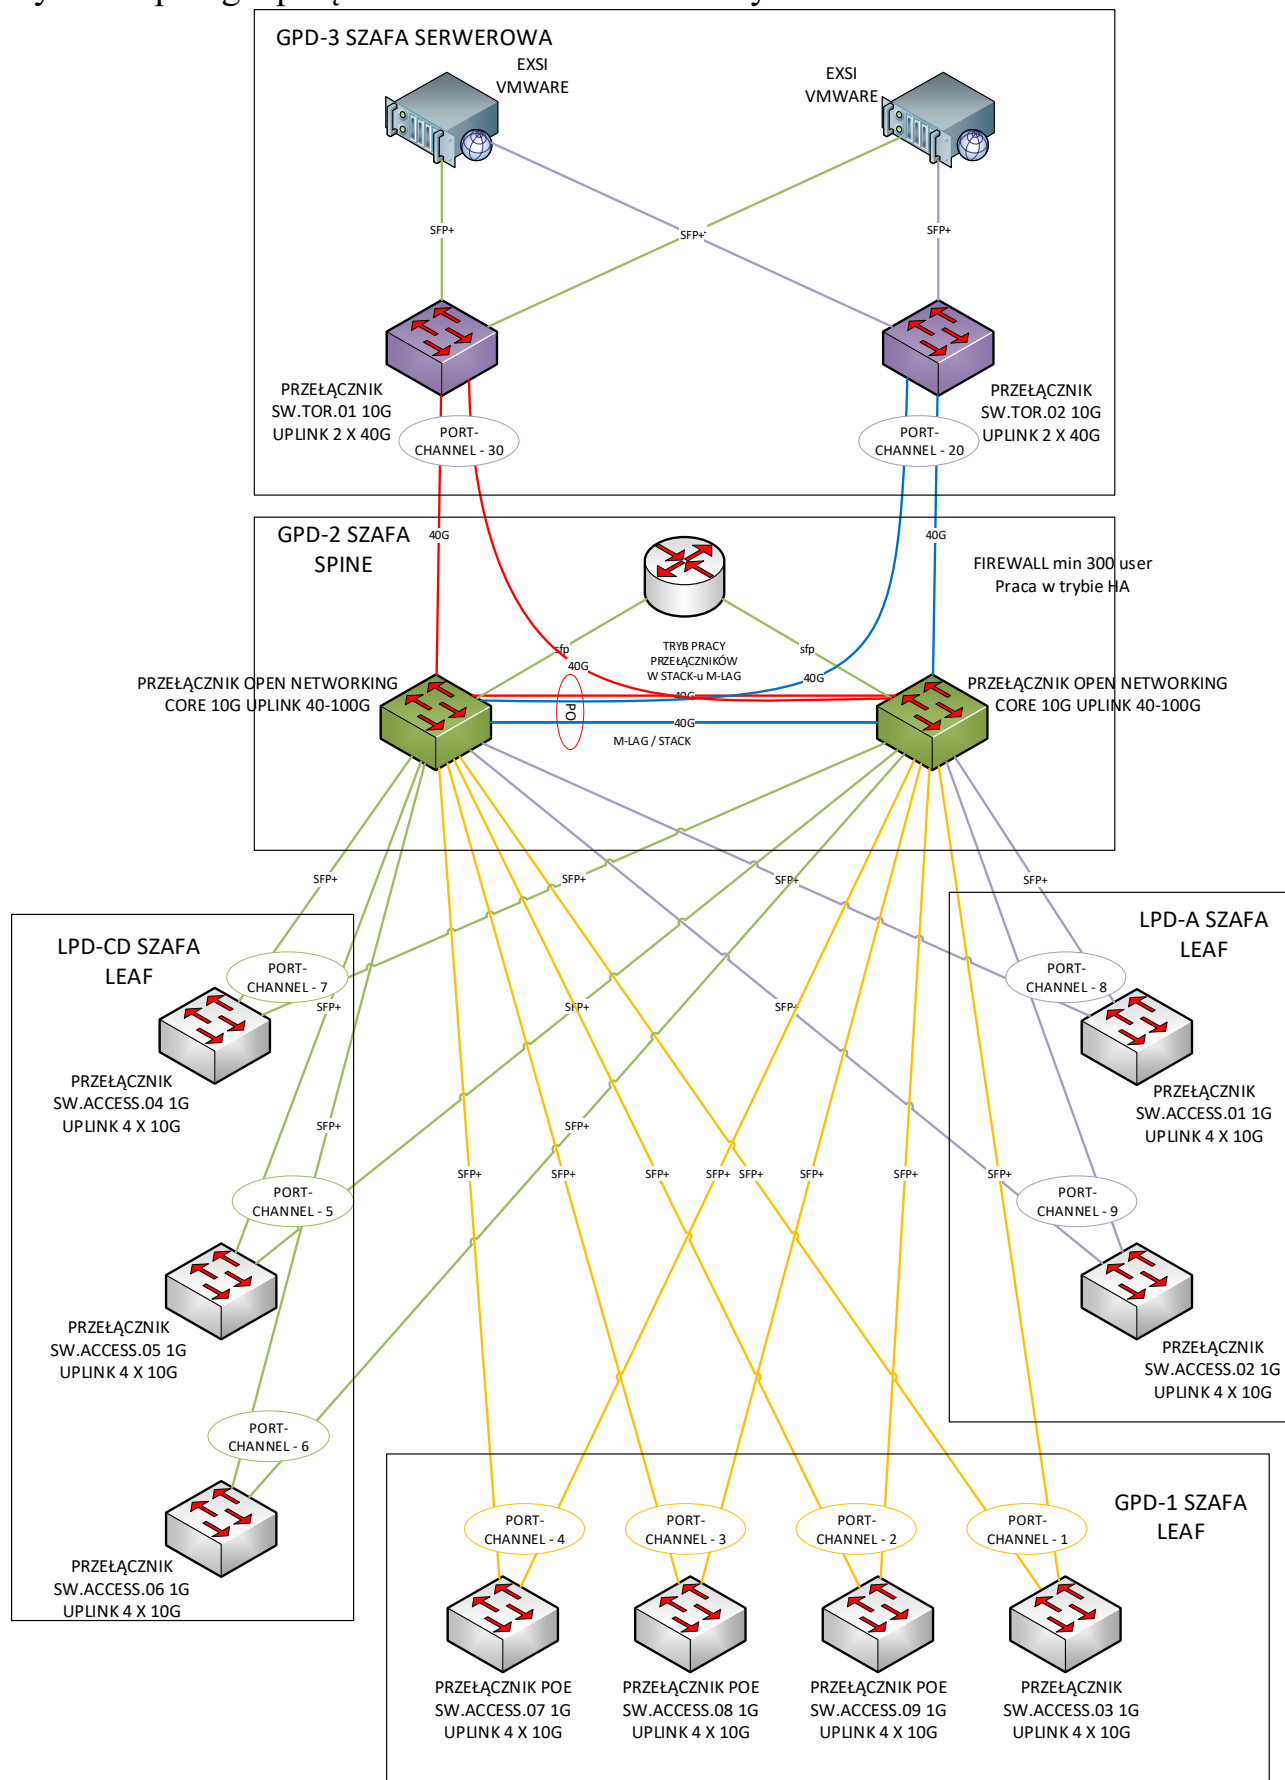 GPD-3 SZAFA SERWEROWA
EXSI
VMWARE
EXSI
VMWARE
SFP+
SFP+
SFP+
PRZEŁĄCZNIK
SW.TOR.01 10G
UPLINK 2 X 40G
PORT-
CHANNEL - 30
PORT-
CHANNEL - 20
PRZEŁĄCZNIK
SW.TOR.02 10G
UPLINK 2 X 40G
GPD-2 SZAFA
SPINE
40G
40G
FIREWALL min 300 user
Praca w trybie HA
sfp
sfp
TRYB PRACY
PRZEŁĄCZNIKÓW
W STACK-u M-LAG
40G
40G
PRZEŁĄCZNIK OPEN NETWORKING
CORE 10G UPLINK 40-100G
PRZEŁĄCZNIK OPEN NETWORKING
CORE 10G UPLINK 40-100G
40G
PO
40G
M-LAG / STACK
SFP+
SFP+
SFP+
SFP+
LPD-CD SZAFA
LEAF
LPD-A SZAFA
LEAF
PORT-
CHANNEL - 7
PORT-
CHANNEL - 8
SFP+
SFP+
SFP+
PRZEŁĄCZNIK
SW.ACCESS.04 1G
UPLINK 4 X 10G
PRZEŁĄCZNIK
SW.ACCESS.01 1G
UPLINK 4 X 10G
SFP+
SFP+
SFP+
SFP+
SFP+
SFP+
SFP+
SFP+
SFP+
PORT-
CHANNEL - 5
PORT-
CHANNEL - 9
PRZEŁĄCZNIK
SW.ACCESS.05 1G
UPLINK 4 X 10G
PRZEŁĄCZNIK
SW.ACCESS.02 1G
UPLINK 4 X 10G
PORT-
CHANNEL - 6
PRZEŁĄCZNIK
SW.ACCESS.06 1G
UPLINK 4 X 10G
GPD-1 SZAFA
LEAF
PORT-
CHANNEL - 4
PORT-
CHANNEL - 3
PORT-
CHANNEL - 2
PORT-
CHANNEL - 1
PRZEŁĄCZNIK POE
SW.ACCESS.07 1G
UPLINK 4 X 10G
PRZEŁĄCZNIK POE
SW.ACCESS.08 1G
UPLINK 4 X 10G
PRZEŁĄCZNIK POE
SW.ACCESS.09 1G
UPLINK 4 X 10G
PRZEŁĄCZNIK
SW.ACCESS.03 1G
UPLINK 4 X 10G